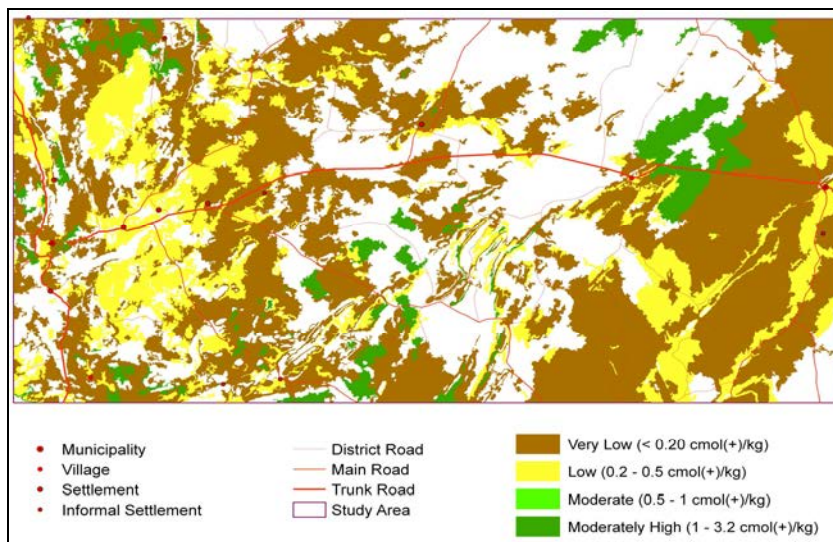 Municipality
Village
Settlement
Informal Settlement
District Road
Main Road
Trunk Road
Study Area
Very Low (< 0.20 cmol(+)/kg)
Low (0.2 - 0.5 cmol(+)/kg)
Moderate (0.5 - 1 cmol(+)/kg)
Moderately High (1 - 3.2 cmol(+)/kg)